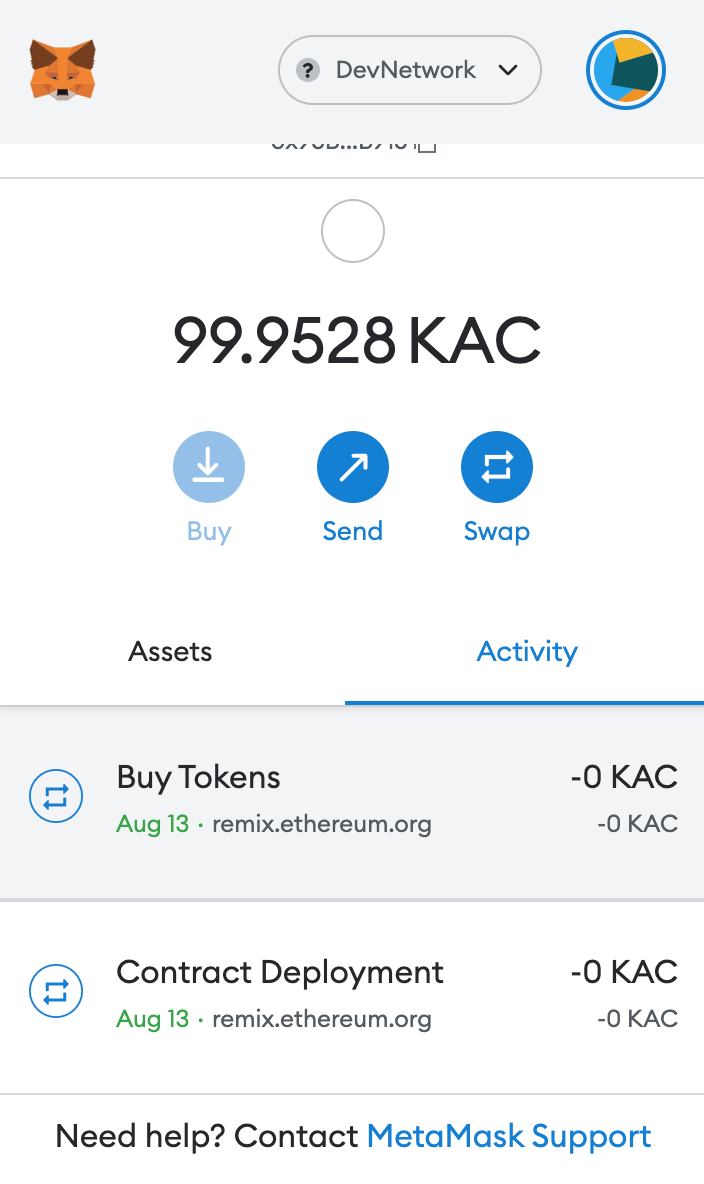 ? DevNetwork
99.9528 KAC
Buy Send Swap
Assets Activity
Buy Tokens -0 KAC
Aug 13 · remix.ethereum.org -0 KAC
Contract Deployment -0 KAC
Aug 13 · remix.ethereum.org -0 KAC
Need help? Contact MetaMask Support